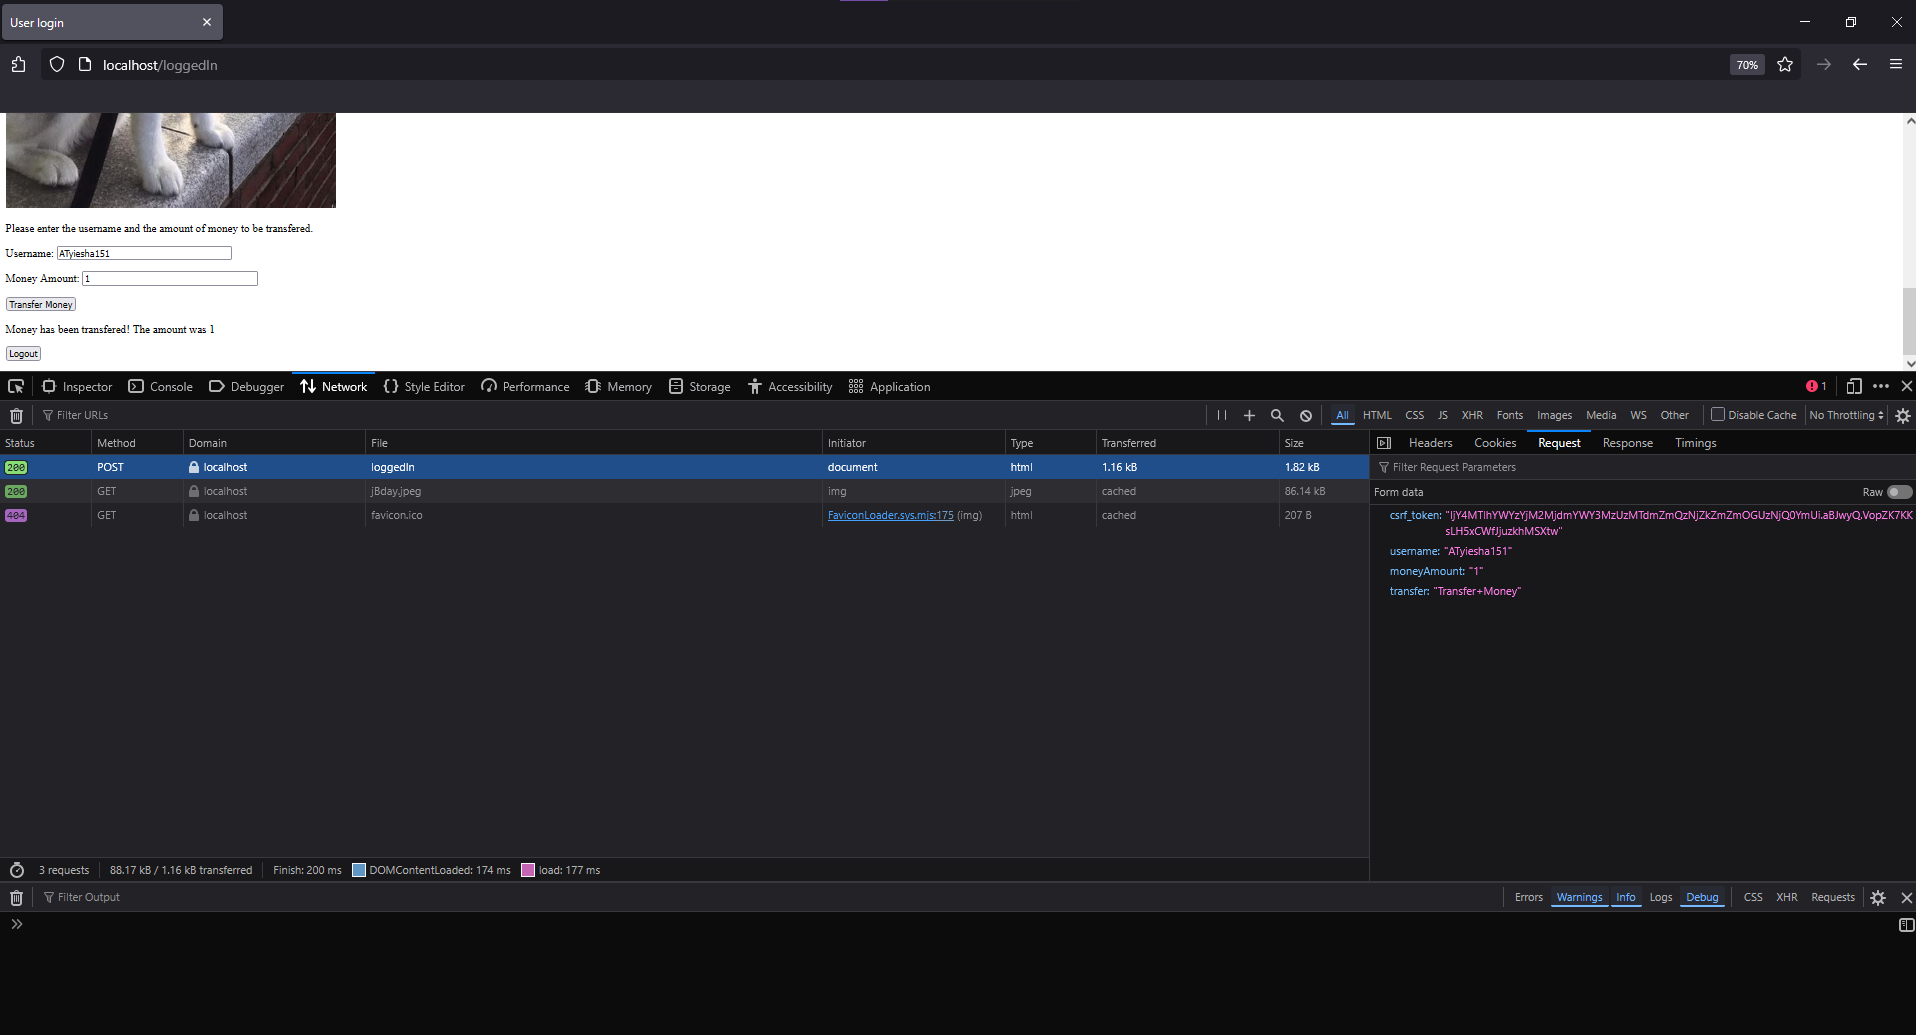 User login
localhost/loggedIn
70%
Please enter the username and the amount of money to be transfered.
Username: ATyiesha151
Money Amount: 1
Transfer Money
Money has been transfered! The amount was 1
Logout
Inspector Console Debugger Network Style Editor Performance Memory Storage Accessibility Application 1
Filter URLs All HTML CSS JS XHR Fonts Images Media WS Other Disable Cache No Throttling
Status Method Domain File Initiator Type Transferred Size
200 POST localhost loggedIn document html 1.16 kB 1.82 kB
200 GET localhost jBday.jpeg img jpeg cached 86.14 kB
404 GET localhost favicon.ico FaviconLoader.sys.mjs:175 (img) html cached 207 B
Headers Cookies Request Response Timings
Filter Request Parameters
Form data Raw
csrf_token: "IjY4MTlhYWYzYjM2MjdmYWY3MzUzMTdmZmQzNjZkZmZmOGUzNjQ0YmUi.aBJwyQ.VopZK7KK
sLH5xCWfJjuzkhMSXtw"
username: "ATyiesha151"
moneyAmount: "1"
transfer: "Transfer+Money"
3 requests 88.17 kB / 1.16 kB transferred Finish: 200 ms DOMContentLoaded: 174 ms load: 177 ms
Filter Output Errors Warnings Info Logs Debug CSS XHR Requests